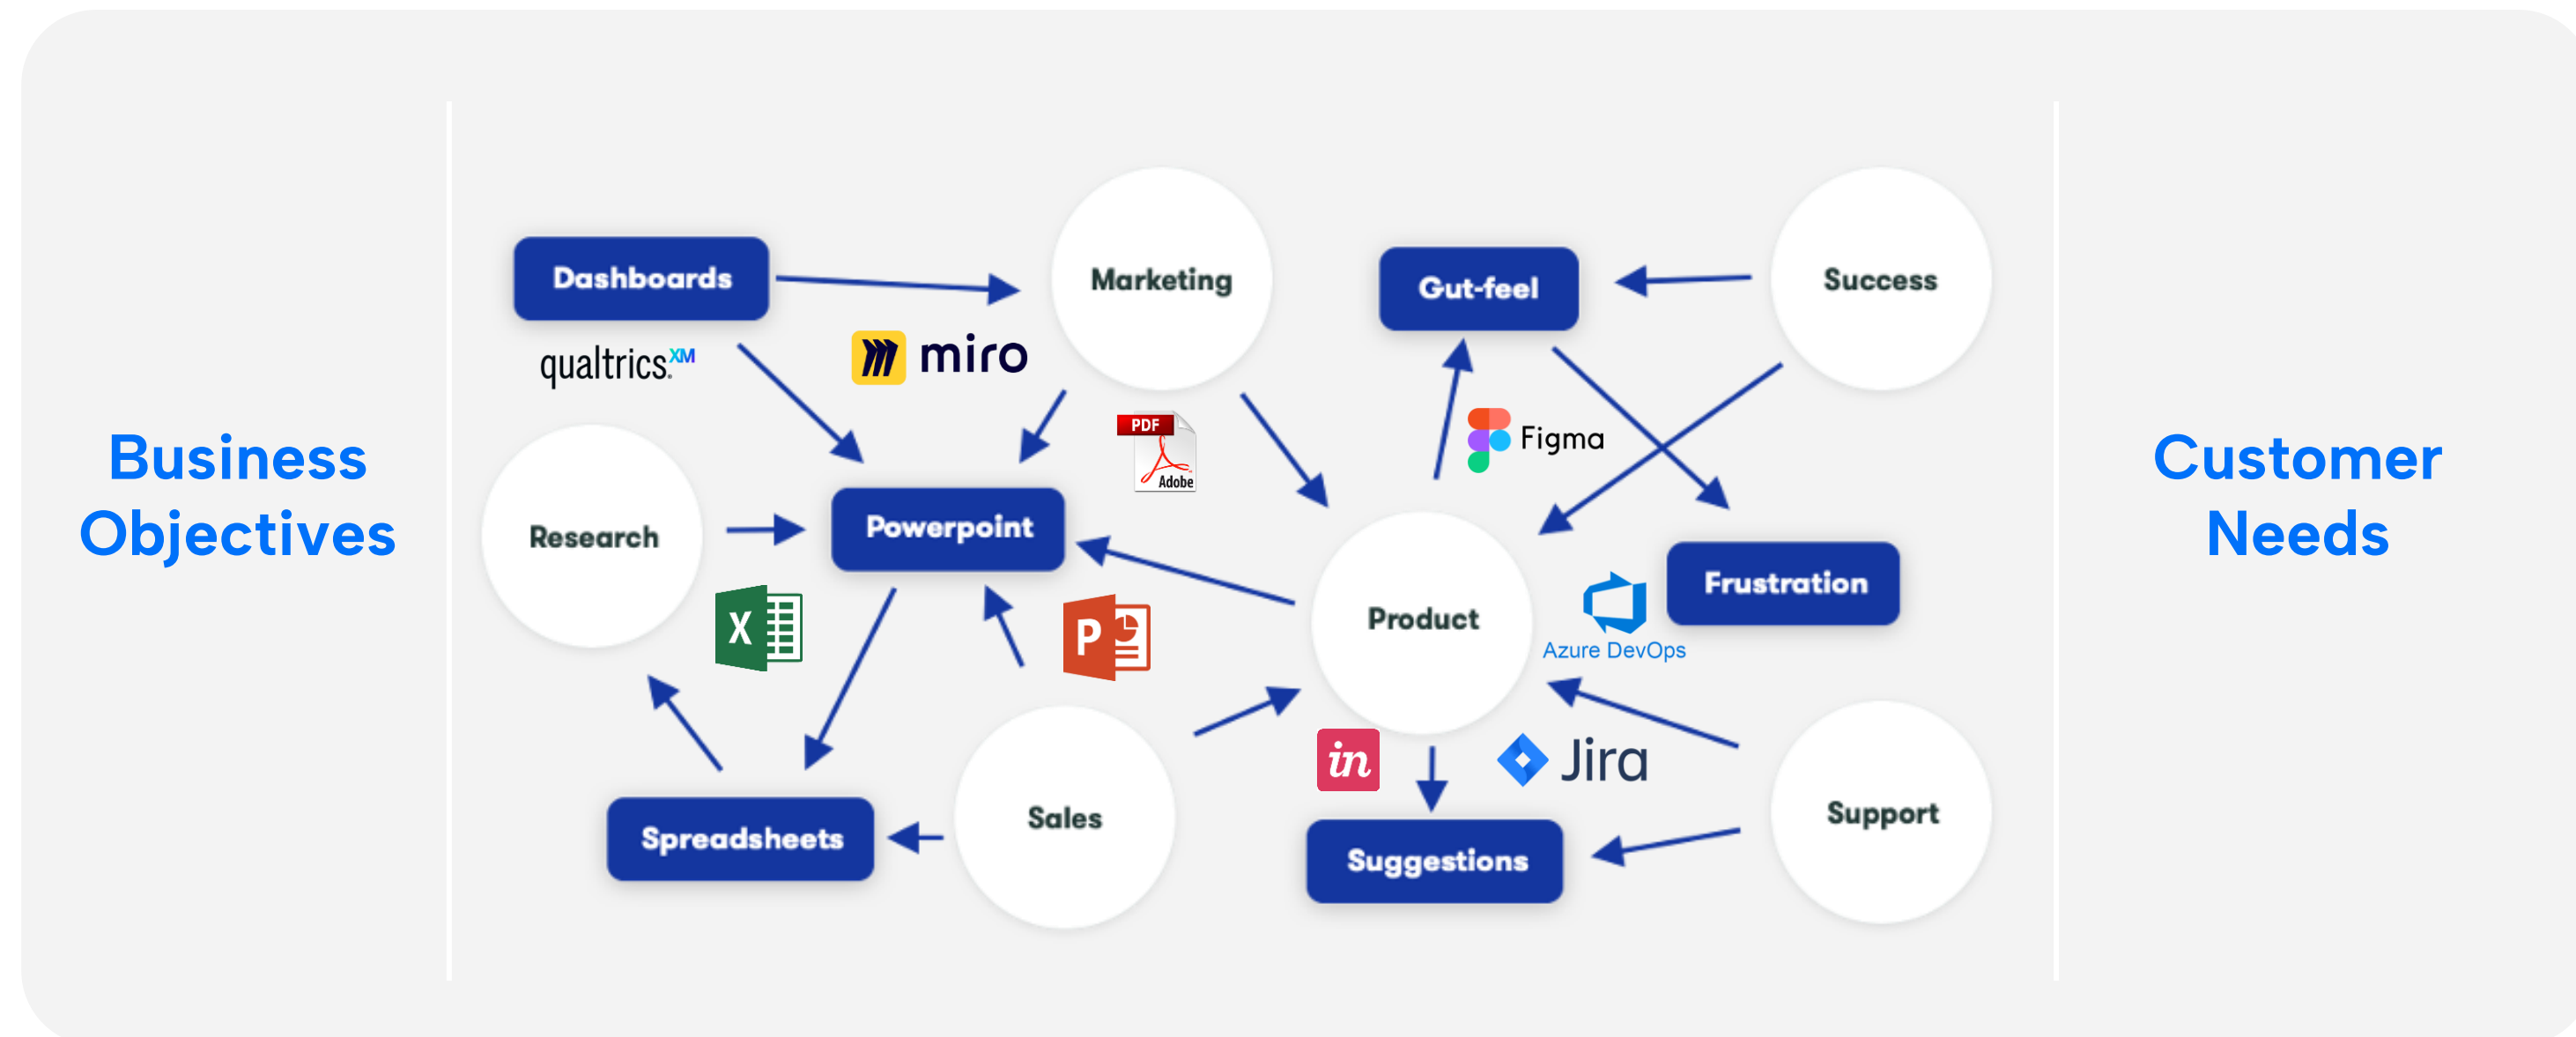 Business
Objectives
Dashboards
Marketing
Gut-feel
Success
qualtrics.XM
miro
PDF
Adobe
Figma
Customer
Needs
Research
Powerpoint
Frustration
X
P
Product
Azure DevOps
in
Jira
Sales
Support
Spreadsheets
Suggestions